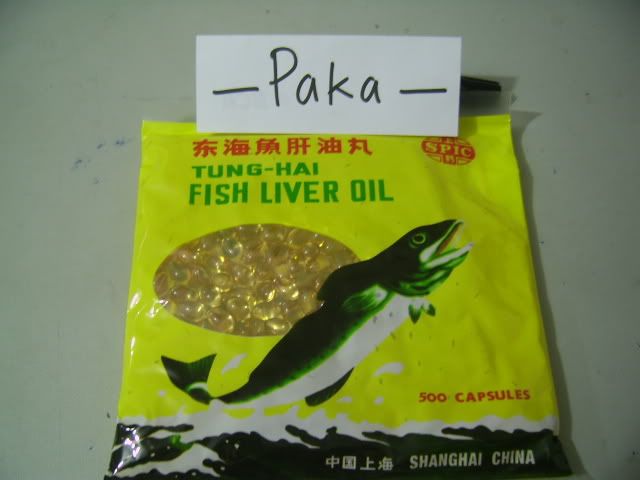 — Paka —
东海魚肝油丸
SPIC
TUNG-HAI
FISH LIVER OIL
500 CAPSULES
中国上海 SHANGHAI CHINA